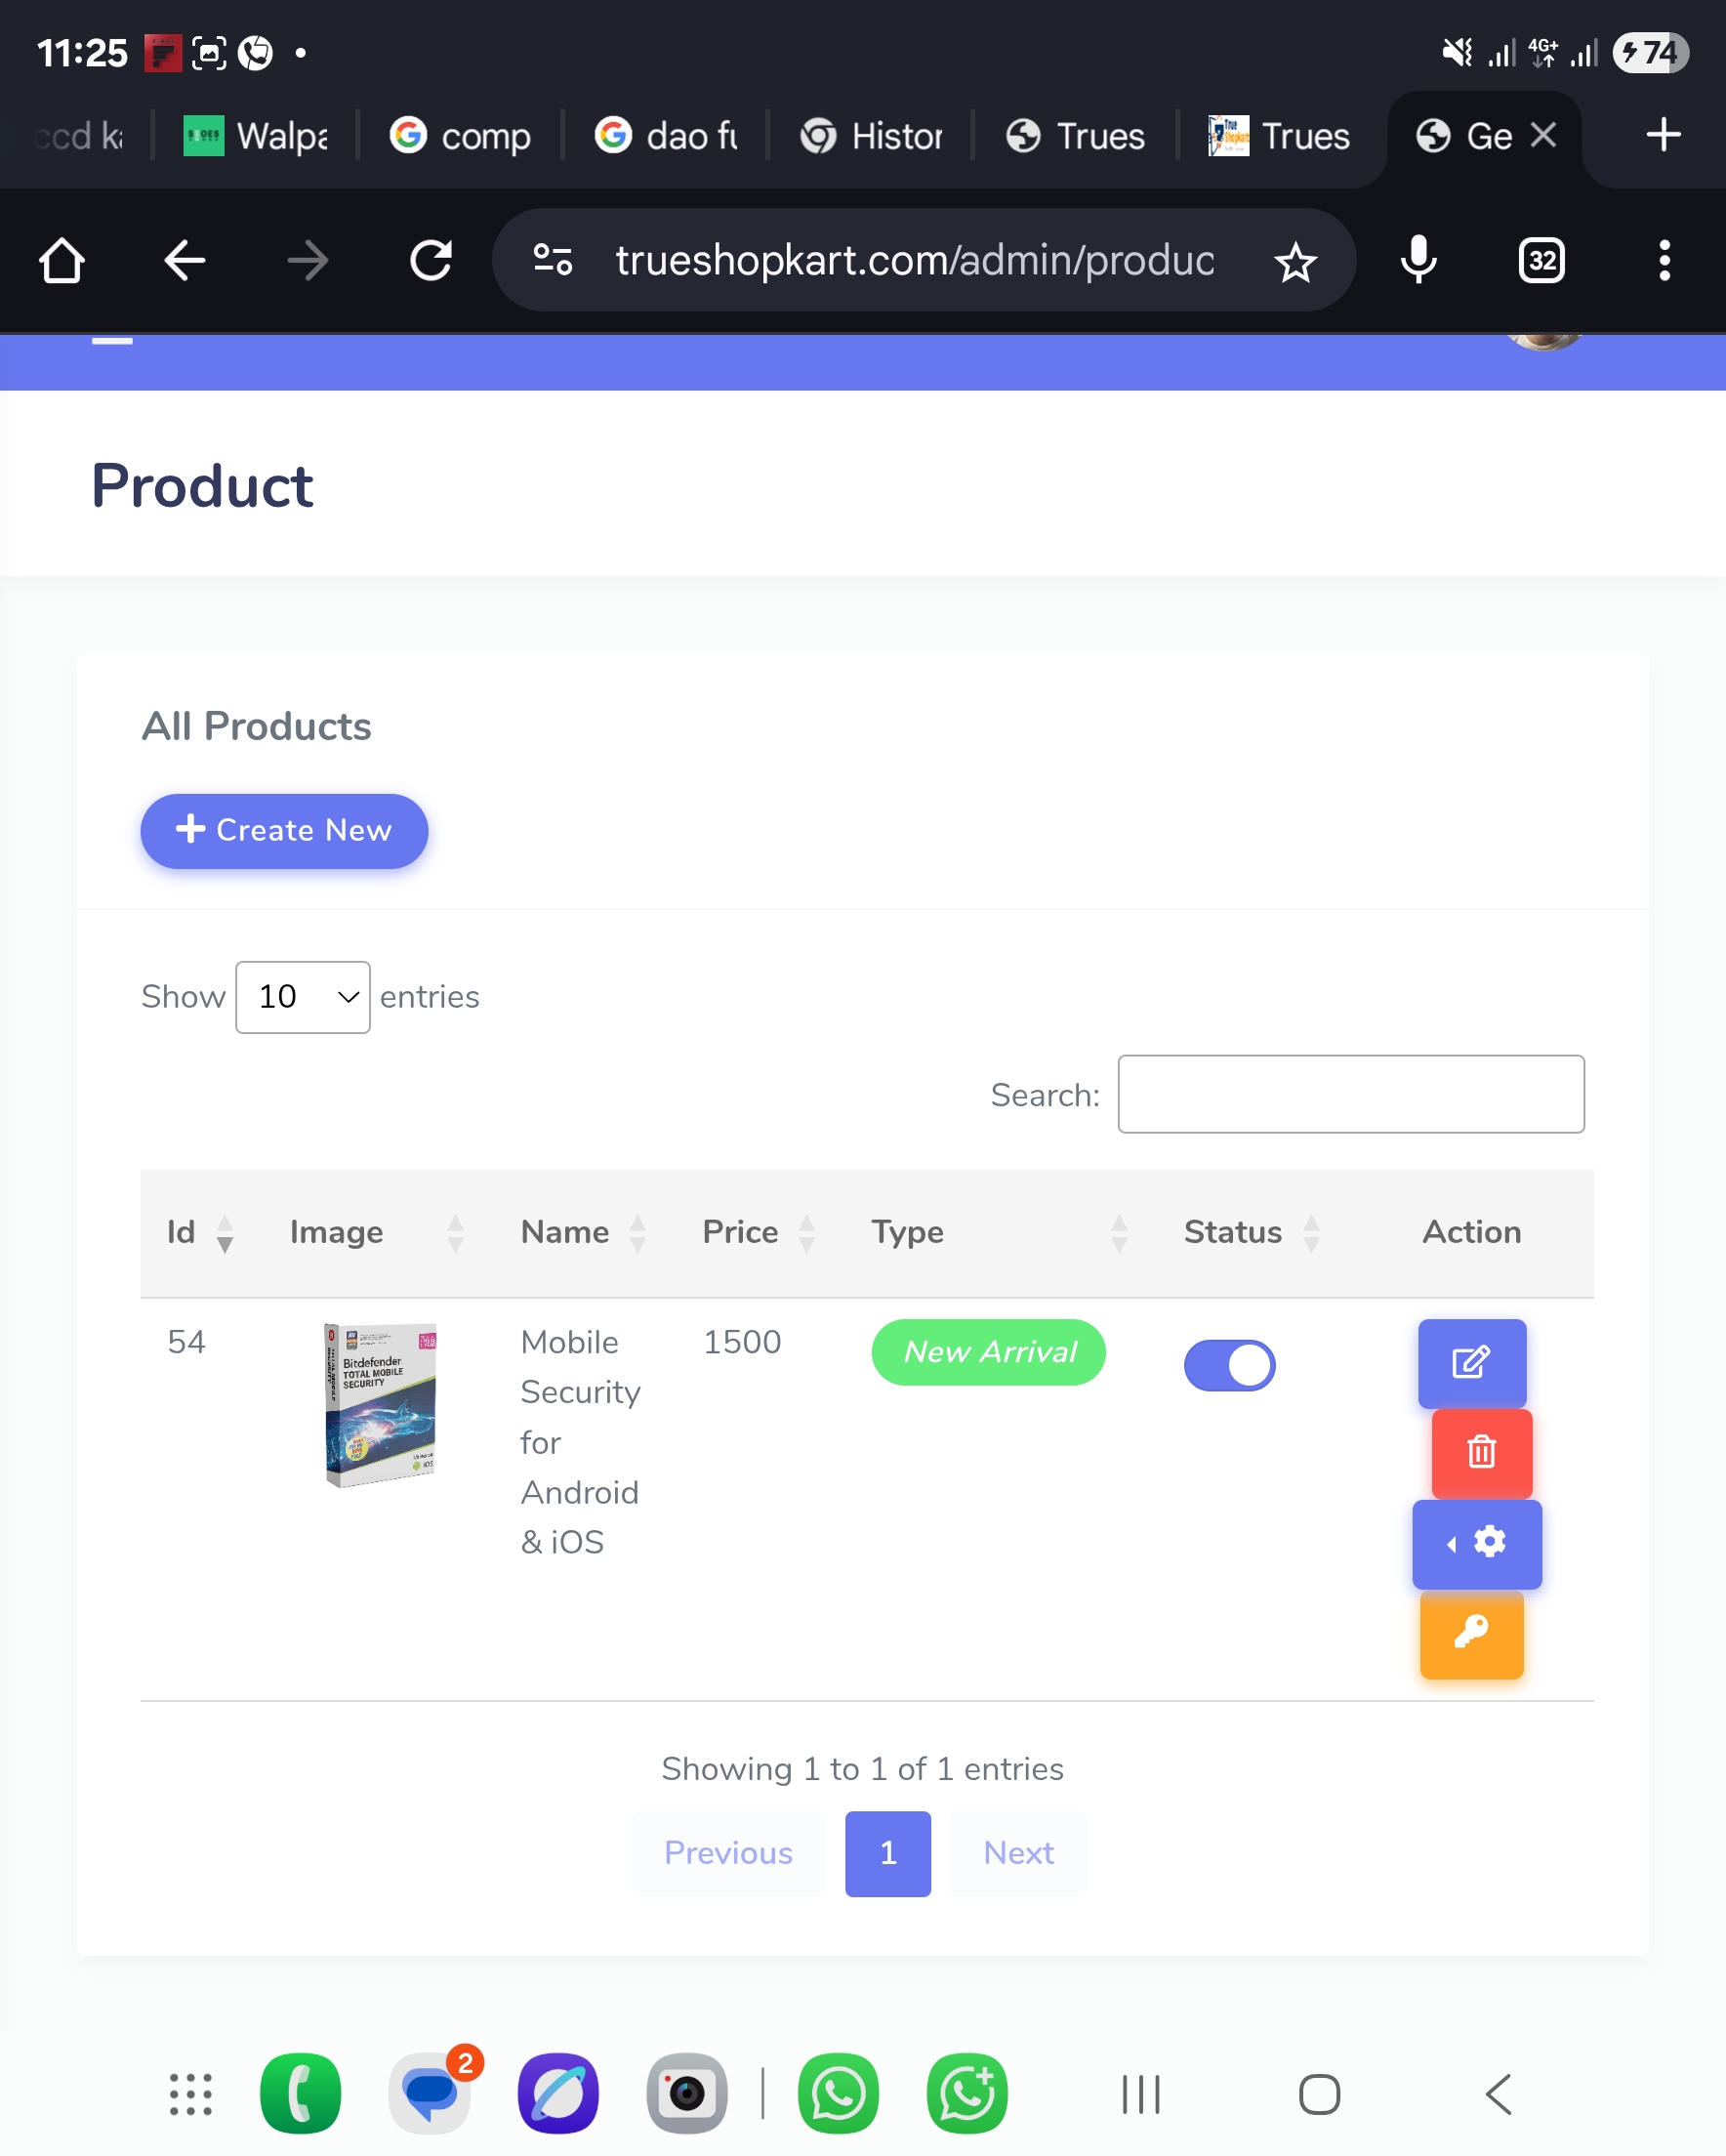 11:25
4G+
74
ccd ka
Walpa
comp
dao fu
Histor
Trues
Trues
Ge
trueshopkart.com/admin/produc
32
Product
All Products
Create New
Show 10 entries
Search:
Id Image Name Price Type Status Action
54
Bitdefender
TOTAL MOBILE
SECURITY
iOS
Mobile
Security
for
Android
& iOS
1500
New Arrival
Showing 1 to 1 of 1 entries
Previous 1 Next
2